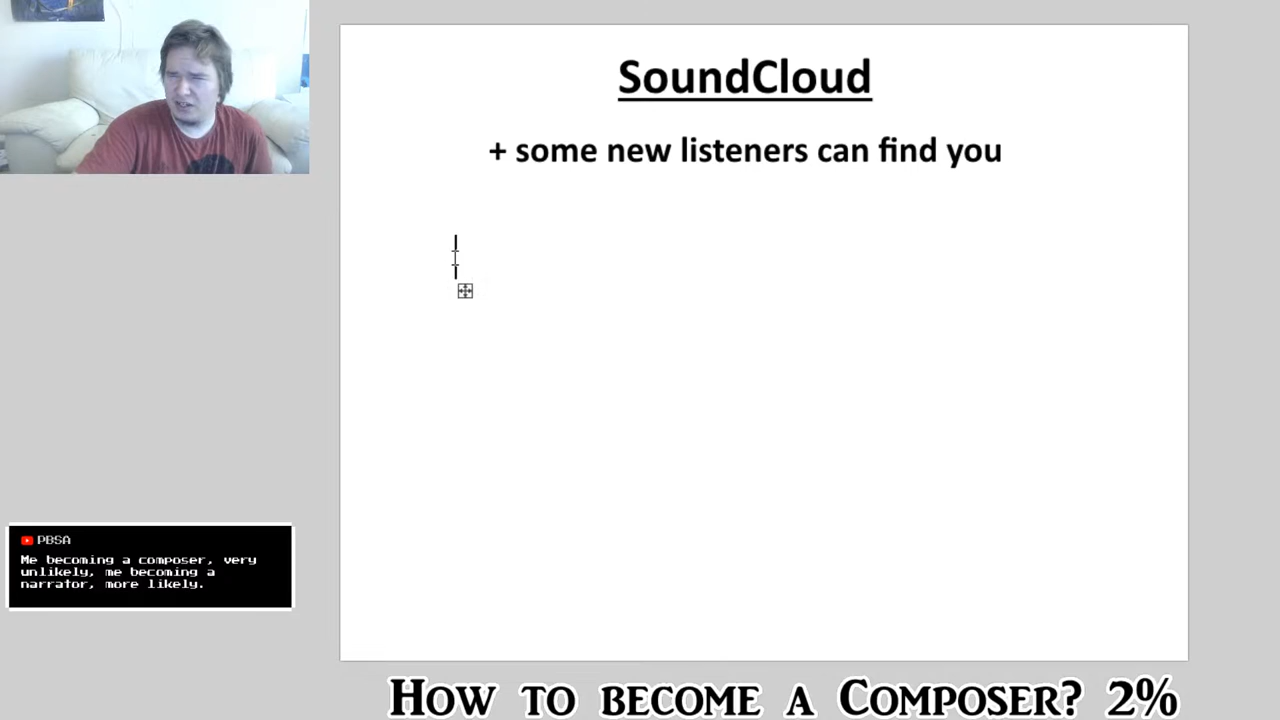 SoundCloud
+ some new listeners can find you
PBSA
Me becoming a composer, very
unlikely, me becoming a
narrator, more likely.
How to become a Composer? 2%